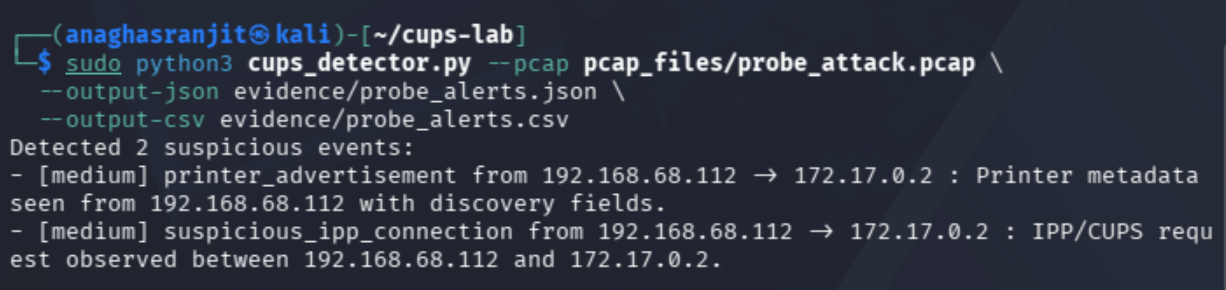 ┌──(anaghasranjit㉿kali)-[~/cups-lab]
└─$ sudo python3 cups_detector.py --pcap pcap_files/probe_attack.pcap \
--output-json evidence/probe_alerts.json \
--output-csv evidence/probe_alerts.csv
Detected 2 suspicious events:
- [medium] printer_advertisement from 192.168.68.112 → 172.17.0.2 : Printer metadata
seen from 192.168.68.112 with discovery fields.
- [medium] suspicious_ipp_connection from 192.168.68.112 → 172.17.0.2 : IPP/CUPS requ
est observed between 192.168.68.112 and 172.17.0.2.